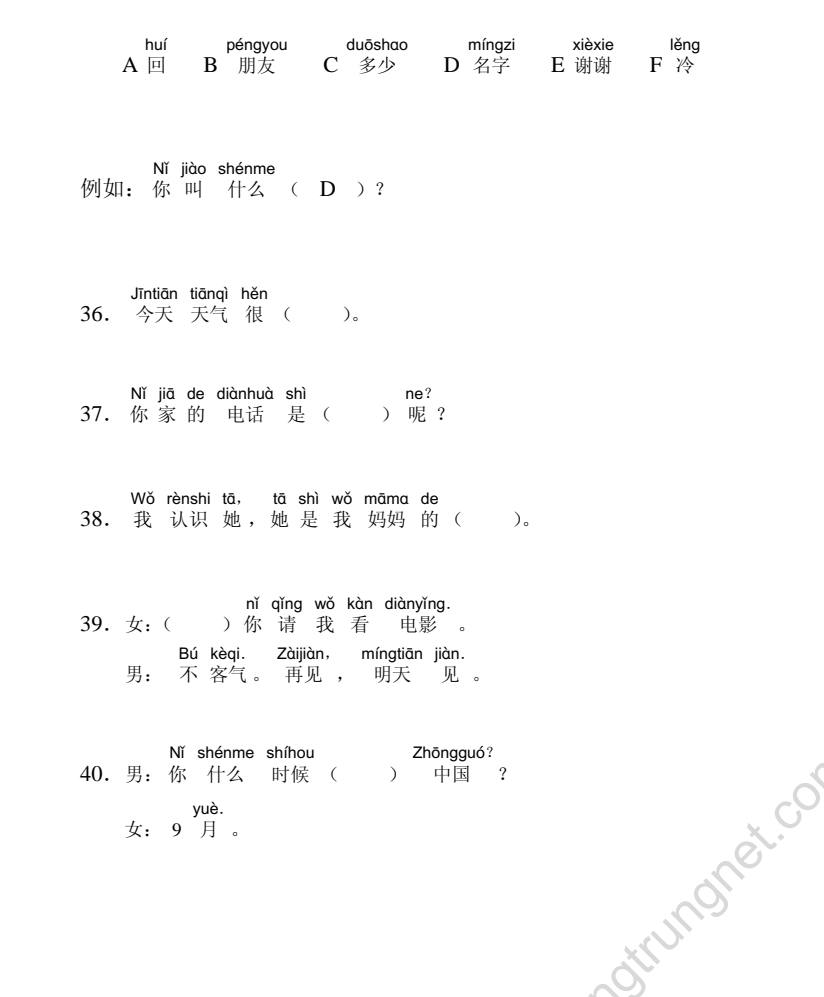 huí péngyou duōshao míngzi xièxie lěng
A 回 B 朋友 C 多少 D 名字 E 谢谢 F 冷
Nǐ jiào shénme
例如: 你 叫 什么 ( D )?
Jīntiān tiānqì hěn
36. 今天 天气 很 ( )。
Nǐ jiā de diànhuà shì ne?
37. 你 家 的 电话 是 ( ) 呢 ?
Wǒ rènshi tā, tā shì wǒ māma de
38. 我 认识 她 , 她 是 我 妈妈 的 ( )。
nǐ qǐng wǒ kàn diànyǐng.
39. 女: ( ) 你 请 我 看 电影 。
Bú kèqi. Zàijiàn, míngtiān jiàn.
男: 不 客气 。 再见 , 明天 见 。
Nǐ shénme shíhou Zhōngguó?
40. 男: 你 什么 时候 ( ) 中国 ?
yuè.
女: 9 月 。